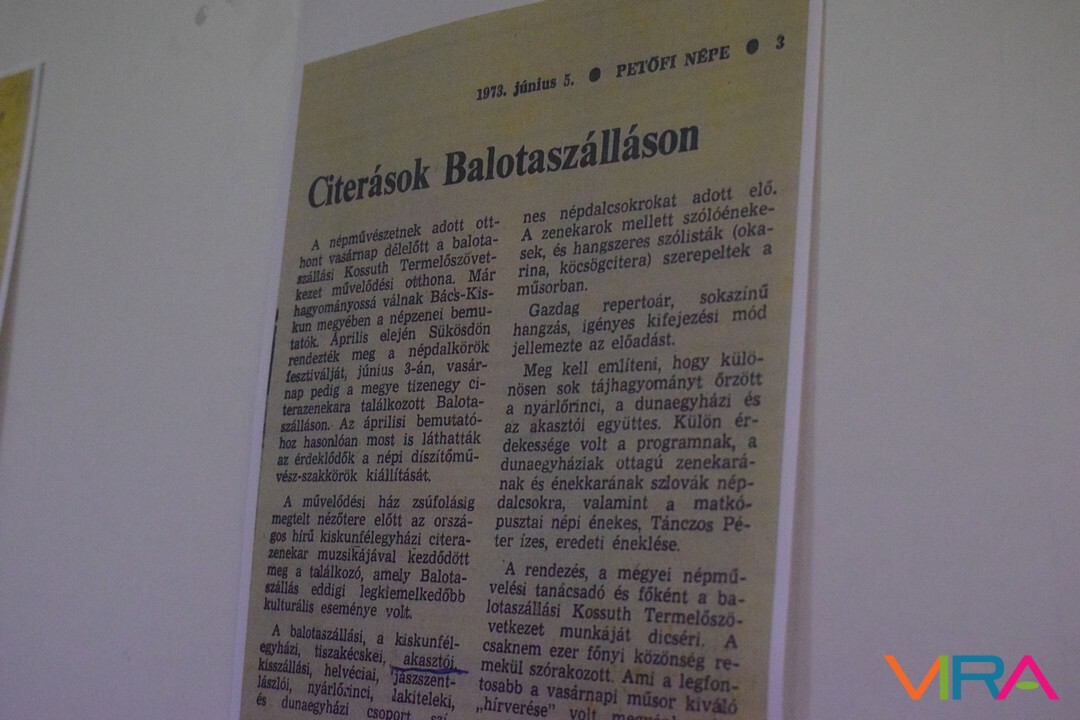 1973. június 5. ● PETŐFI NÉPE ● 3
Citerások Balotaszálláson
A népművészetnek adott ott-
hont vasárnap délelőtt a balota-
szállási Kossuth Termelőszövet-
kezet művelődési otthona. Már
hagyományossá válnak Bács-Kis-
kun megyében a népzenei bemu-
tatók. Április elején Sükösdön
rendezték meg a népdalkörök
fesztiválját, június 3-án, vasár-
nap pedig a megye tizenegy ci-
terazenekara találkozott Balota-
szálláson. Az áprilisi bemutató-
hoz hasonlóan most is láthatták
az érdeklődők a népi díszítőmű-
vész-szakkörök kiállítását.
A művelődési ház zsúfolásig
megtelt nézőtere előtt az orszá-
gos hírű kiskunfélegyházi citera-
zenekar muzsikájával kezdődött
meg a találkozó, amely Balota-
szállás eddigi legkiemelkedőbb
kulturális eseménye volt.
A balotaszállási, a kiskunfél-
egyházi, tiszakécskei, akasztói,
kisszállási, helvéciai, jászszent-
lászlói, nyárlőrinci, lakiteleki,
és dunaegyházi csoport
nes népdalcsokrokat adott elő.
A zenekarok mellett szólóéneke-
sek, és hangszeres szólisták (oka-
rina, köcsögcitera) szerepeltek a
műsorban.
Gazdag repertoár, sokszínű
hangzás, igényes kifejezési mód
jellemezte az előadást.
Meg kell említeni, hogy külö-
nösen sok tájhagyományt őrzött
a nyárlőrinci, a dunaegyházi és
az akasztói együttes. Külön ér-
dekessége volt a programnak, a
dunaegyháziak ottagú zenekará-
nak és énekkarának szlovák nép-
dalcsokra, valamint a matkó-
pusztai népi énekes, Tánczos Pé-
ter ízes, eredeti éneklése.
A rendezés, a megyei népmű-
velési tanácsadó és főként a ba-
lotaszállási Kossuth Termelőszö-
vetkezet munkáját dicséri. A
csaknem ezer főnyi közönség re-
mekül szórakozott. Ami a legfon-
tosabb a vasárnapi műsor kiváló
„hírverése" volt
VIRA